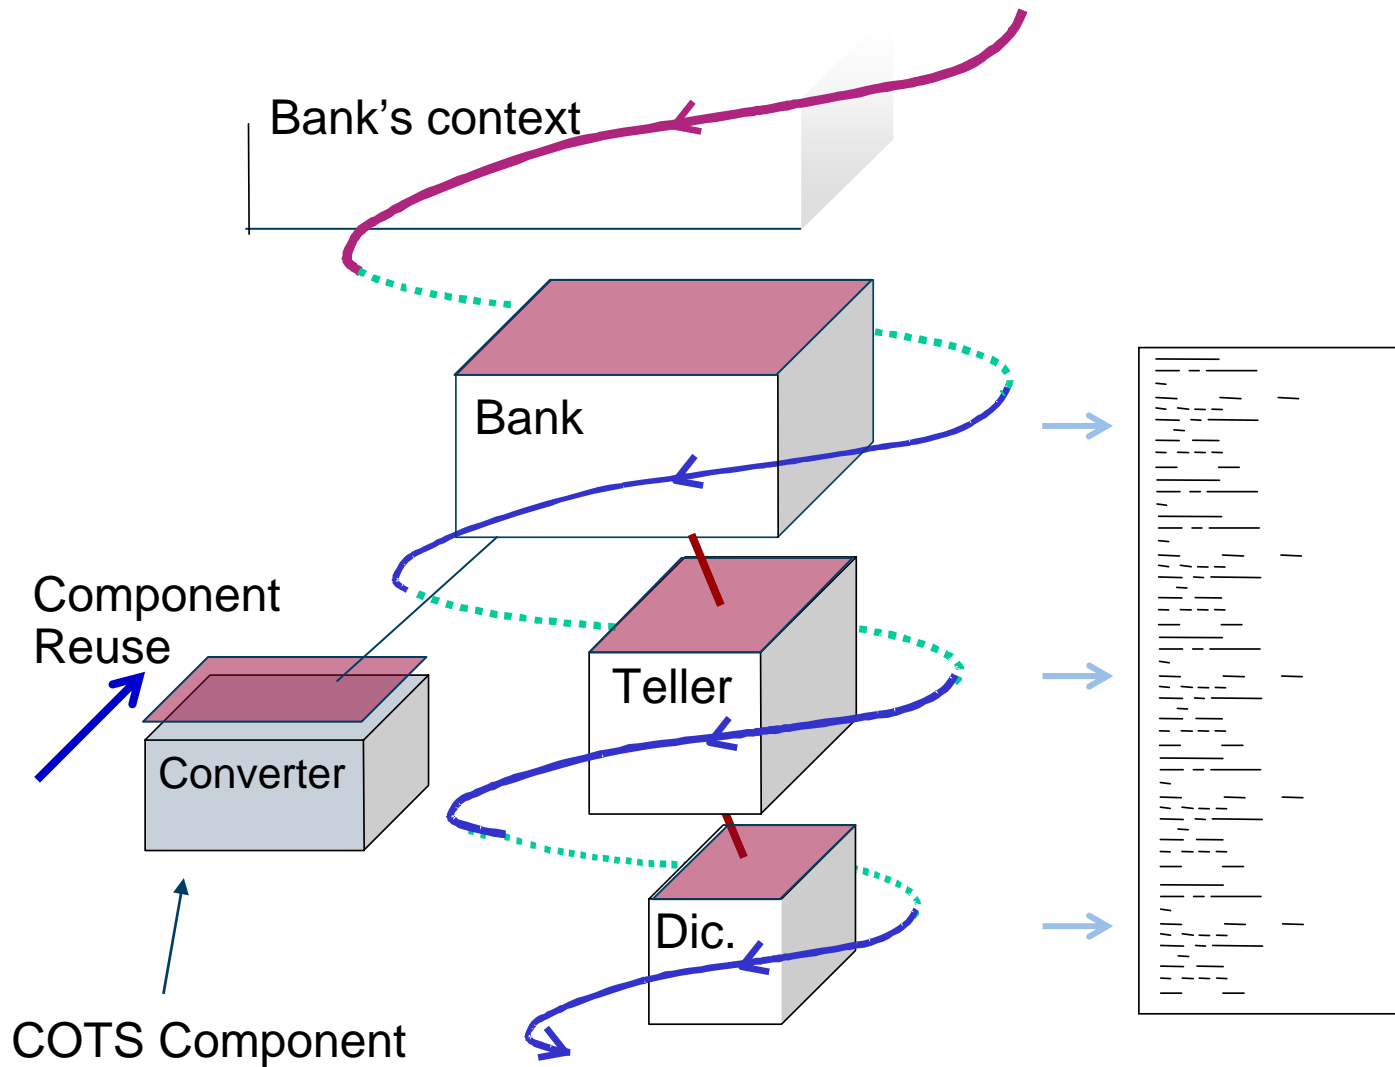 Bank’s context
Bank
Component
Reuse
Teller
Converter
Dic.
COTS Component